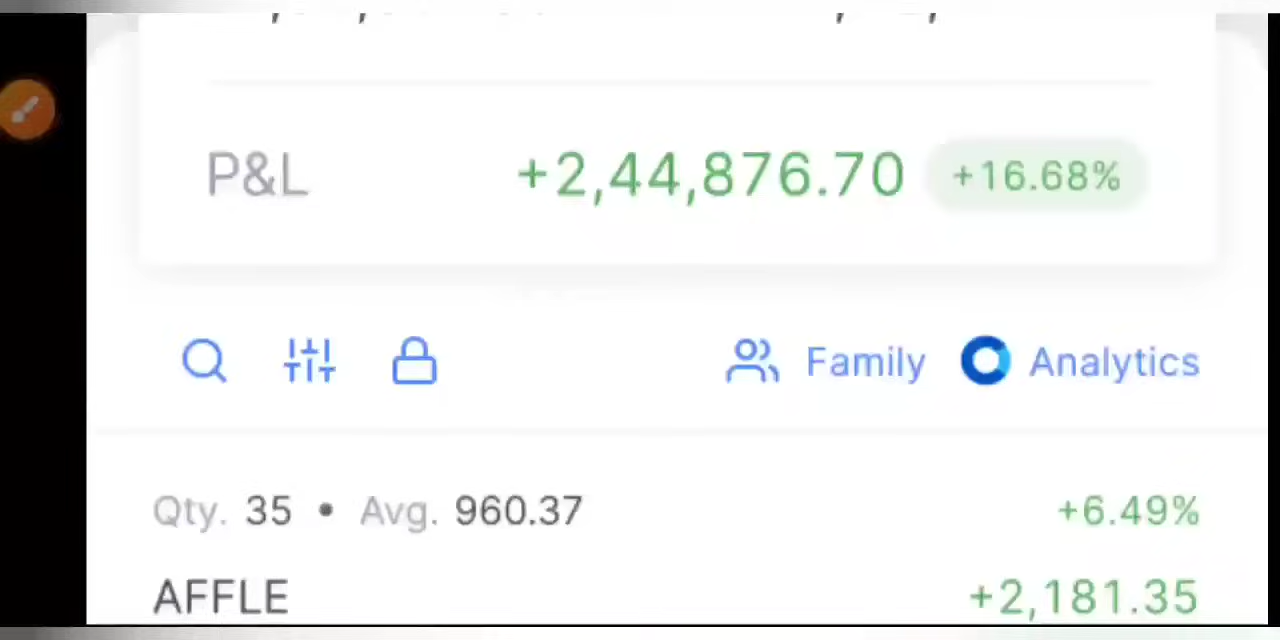 P&L +2,44,876.70 +16.68%
Family Analytics
Qty. 35 • Avg. 960.37 +6.49%
AFFLE +2,181.35